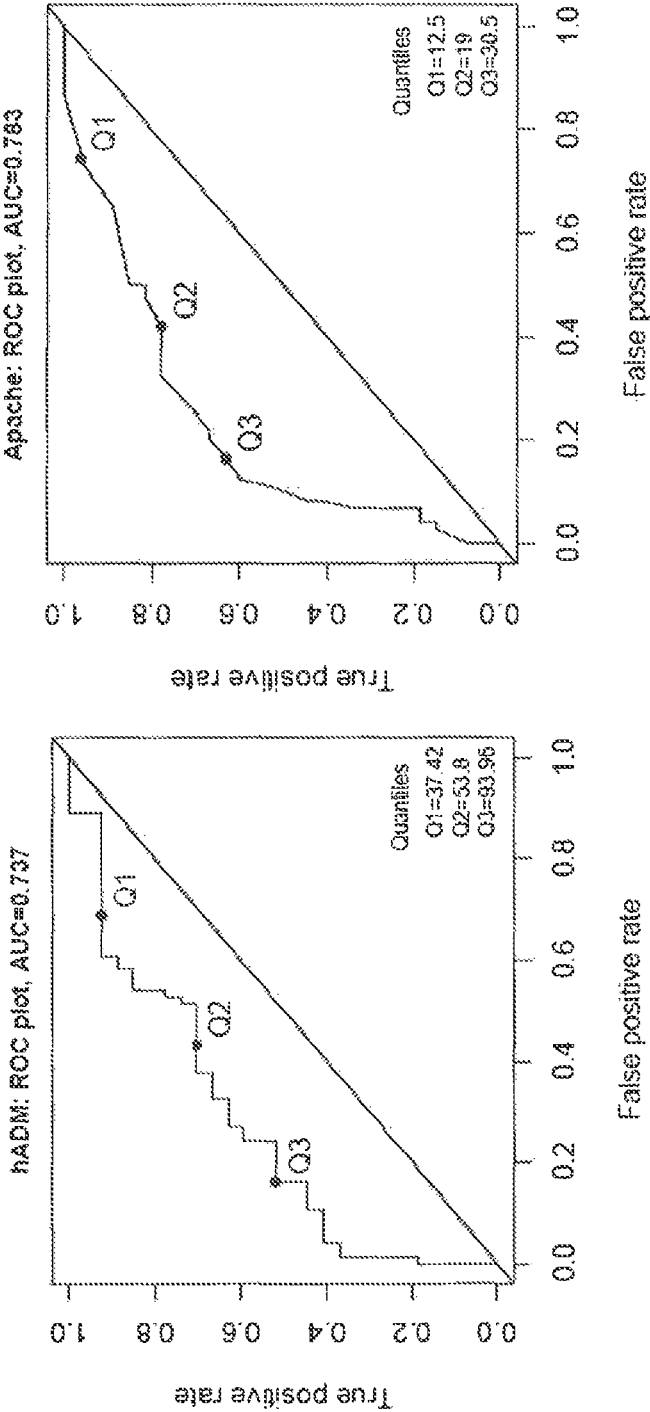 hADM: ROC plot, AUC=0.737
True positive rate
1.0
0.8
0.6
0.4
0.2
0.0
Q1
Q2
Q3
Quantiles
Q1=37.42
Q2=53.8
Q3=93.96
0.0
0.2
0.4
0.6
0.8
1.0
False positive rate
Apache: ROC plot, AUC=0.783
True positive rate
1.0
0.8
0.6
0.4
0.2
0.0
Q1
Q2
Q3
Quantiles
Q1=12.5
Q2=19
Q3=30.5
0.0
0.2
0.4
0.6
0.8
1.0
False positive rate